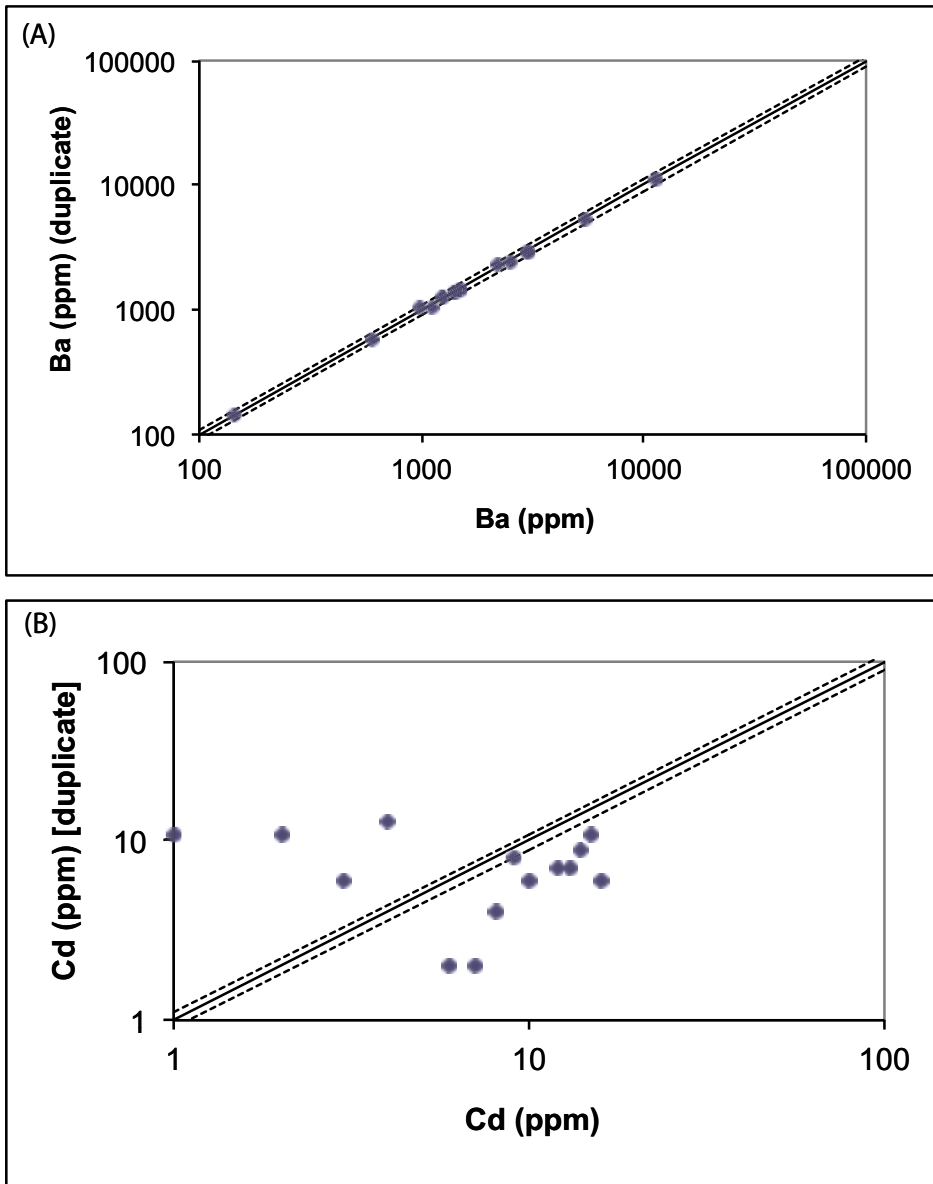 (A)
100000
10000
1000
100
Ba (ppm) (duplicate)
100 1000 10000 100000
Ba (ppm)
(B)
100
10
1
Cd (ppm) [duplicate]
1 10 100
Cd (ppm)